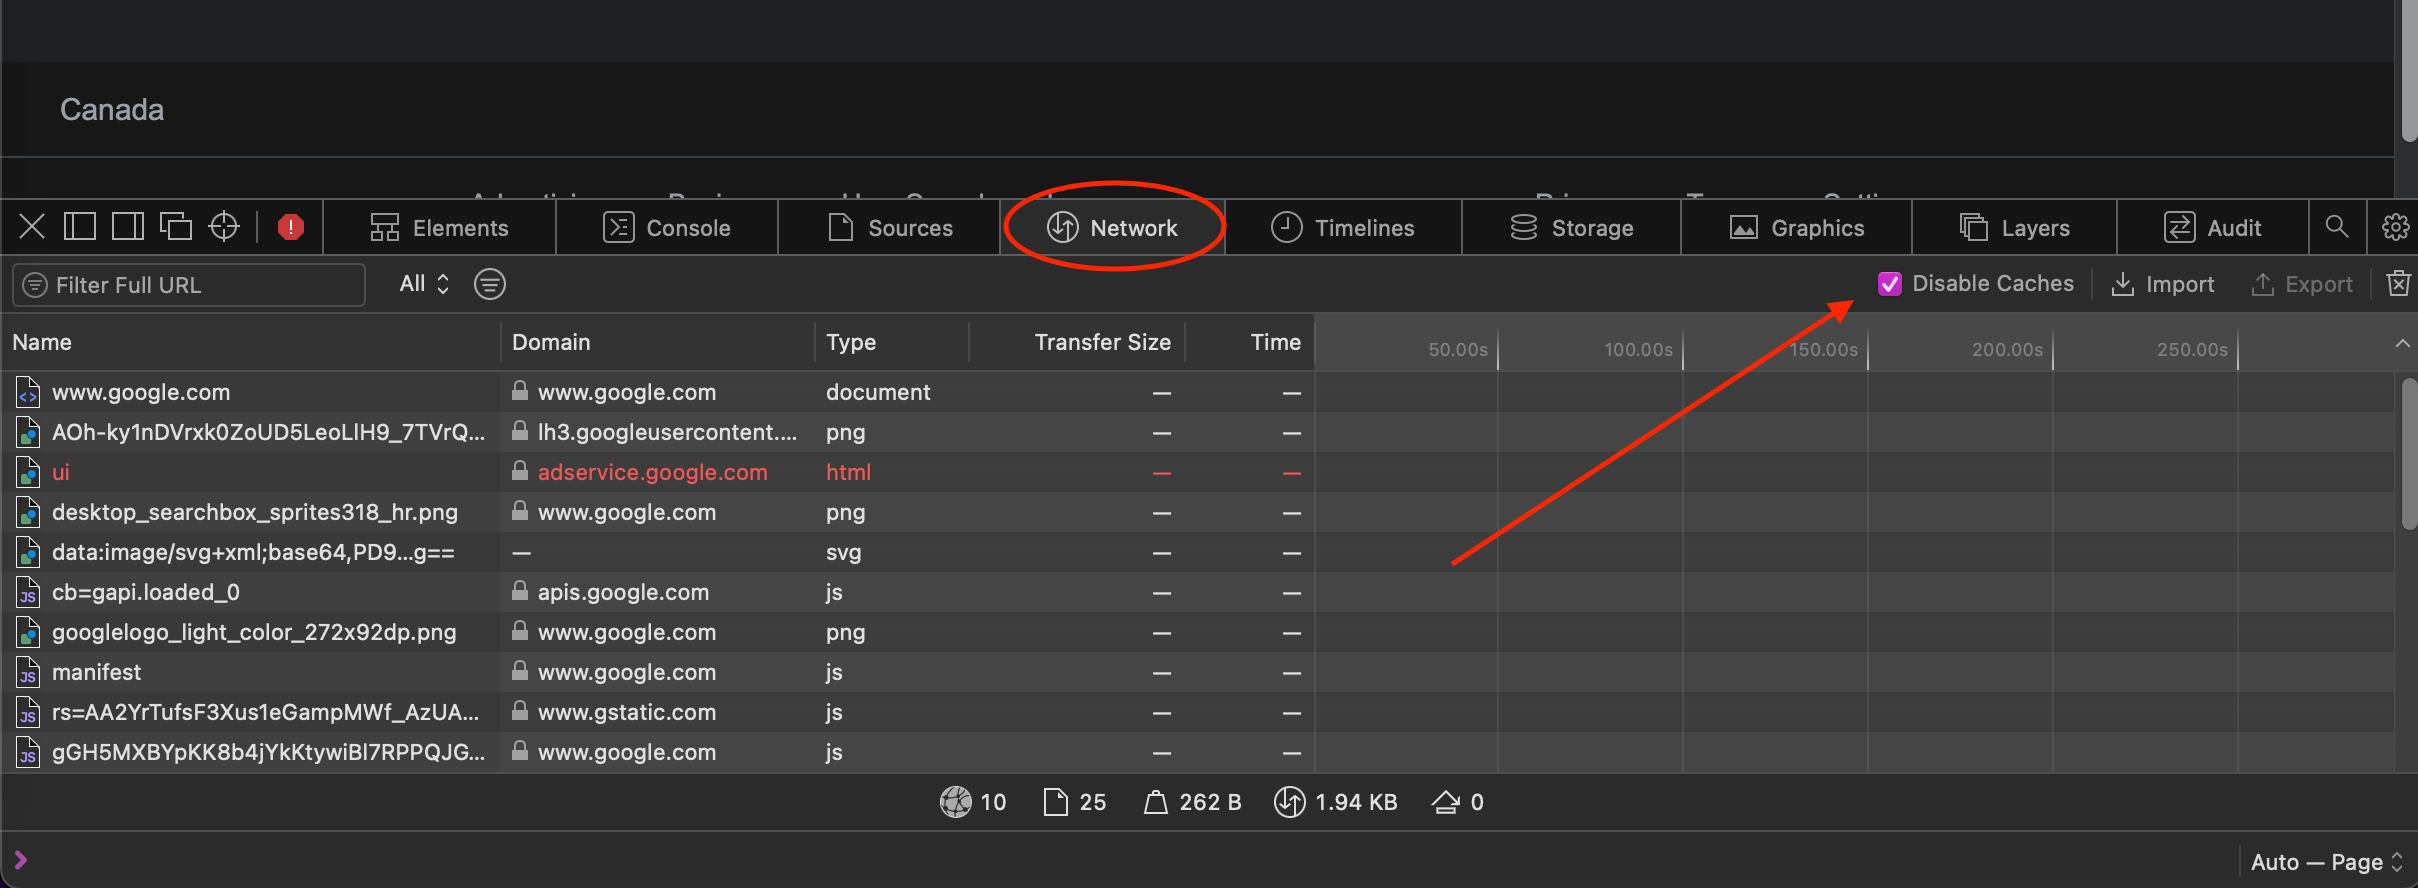 Canada
Elements Console Sources Network Timelines Storage Graphics Layers Audit
Filter Full URL All Disable Caches Import Export
Name Domain Type Transfer Size Time 50.00s 100.00s 150.00s 200.00s 250.00s
www.google.com www.google.com document — —
AOh-ky1nDVrxk0ZoUD5LeoLlH9_7TVrQ... lh3.googleusercontent.... png — —
ui adservice.google.com html — —
desktop_searchbox_sprites318_hr.png www.google.com png — —
data:image/svg+xml;base64,PD9...g== — svg — —
cb=gapi.loaded_0 apis.google.com js — —
googlelogo_light_color_272x92dp.png www.google.com png — —
manifest www.google.com js — —
rs=AA2YrTufsF3Xus1eGampMWf_AzUA... www.gstatic.com js — —
gGH5MXBYpKK8b4jYkKtywiBl7RPPQJG... www.google.com js — —
10 25 262 B 1.94 KB 0
Auto — Page